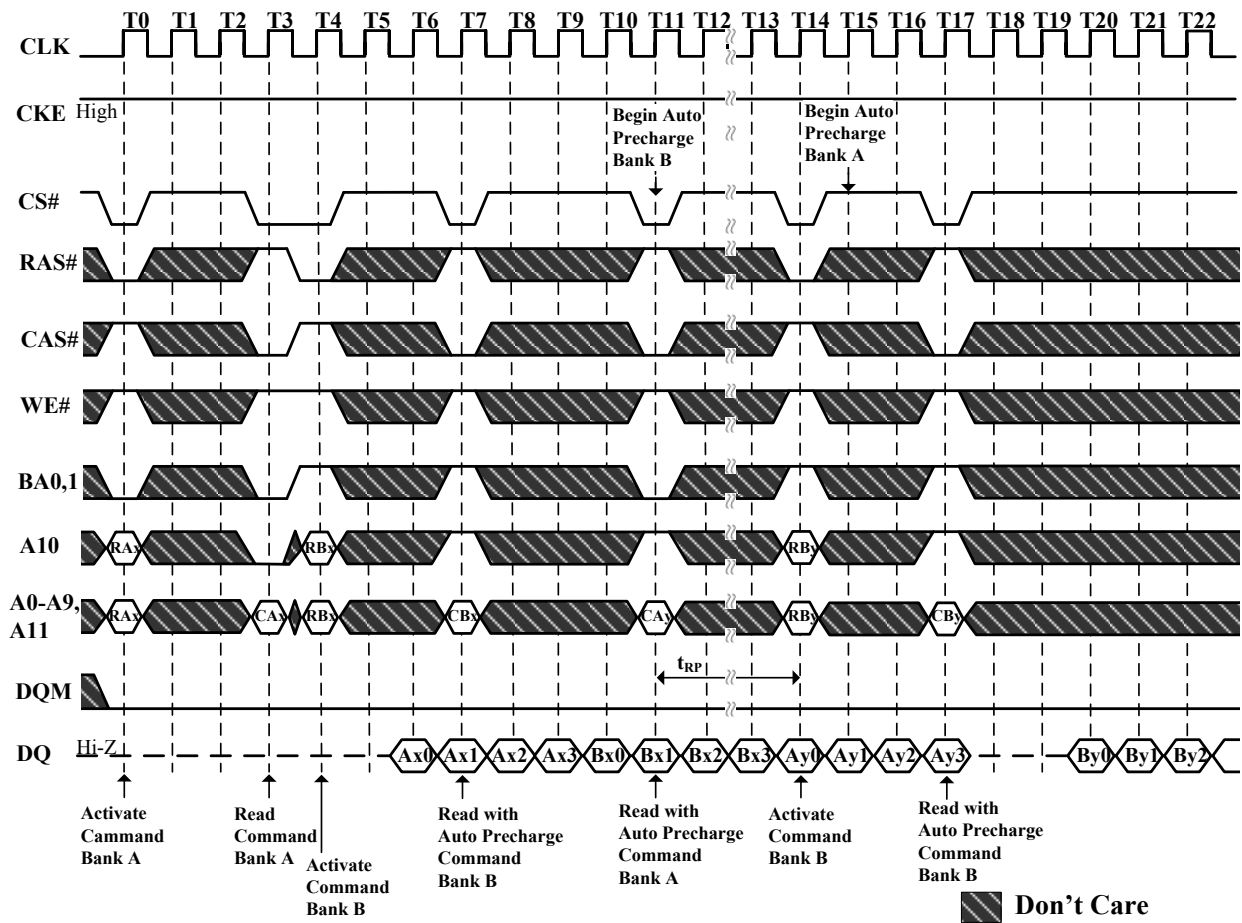 T0 T1 T2 T3 T4 T5 T6 T7 T8 T9 T10 T11 T12 T13 T14 T15 T16 T17 T18 T19 T20 T21 T22
CLK
CKE High
Begin Auto
Precharge
Bank B
Begin Auto
Precharge
Bank A
CS#
RAS#
CAS#
WE#
BA0,1
A10 RAx RBx RBy
A0-A9,
A11
RAx CAx RBx CBx CAy RBy CBy
tRP
DQM
DQ Hi-Z Ax0 Ax1 Ax2 Ax3 Bx0 Bx1 Bx2 Bx3 Ay0 Ay1 Ay2 Ay3 By0 By1 By2
Activate
Cammand
Bank A
Read
Command
Bank A
Activate
Command
Bank B
Read with
Auto Precharge
Command
Bank B
Read with
Auto Precharge
Command
Bank A
Activate
Command
Bank B
Read with
Auto Precharge
Command
Bank B
Don't Care